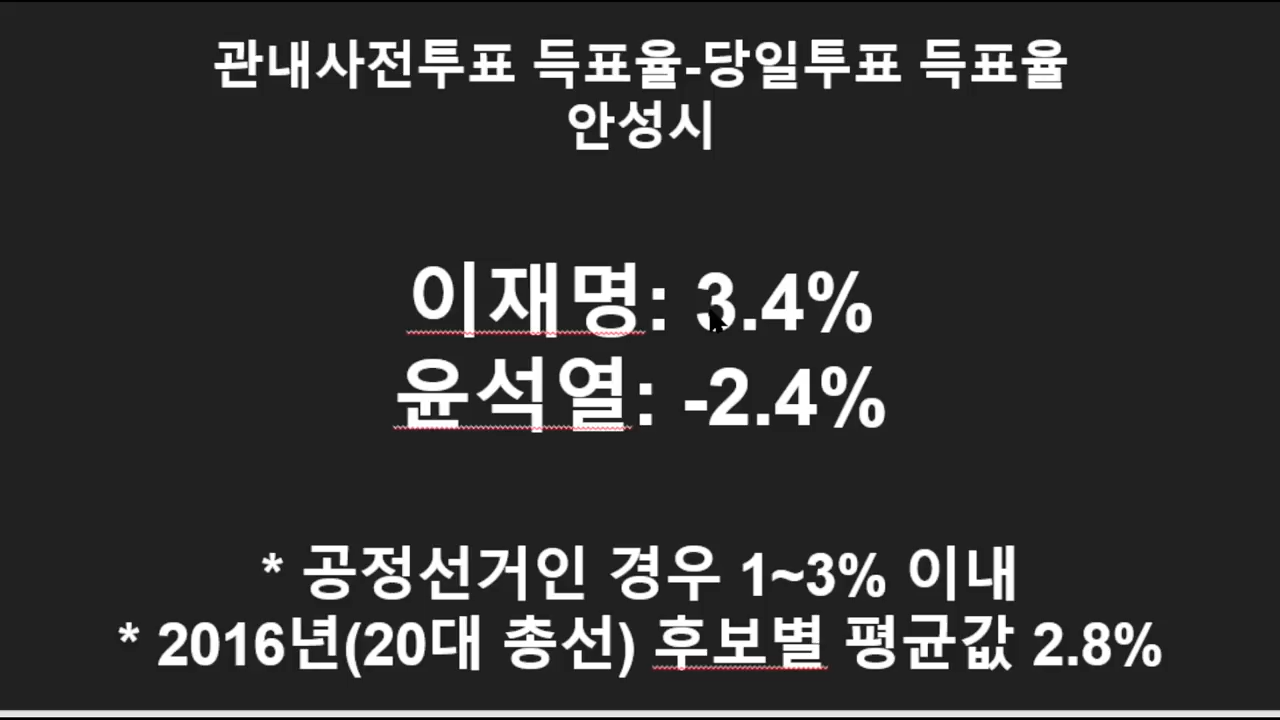 관내사전투표 득표율-당일투표 득표율
안성시
이재명: 3.4%
윤석열: -2.4%
* 공정선거인 경우 1~3% 이내
* 2016년(20대 총선) 후보별 평균값 2.8%